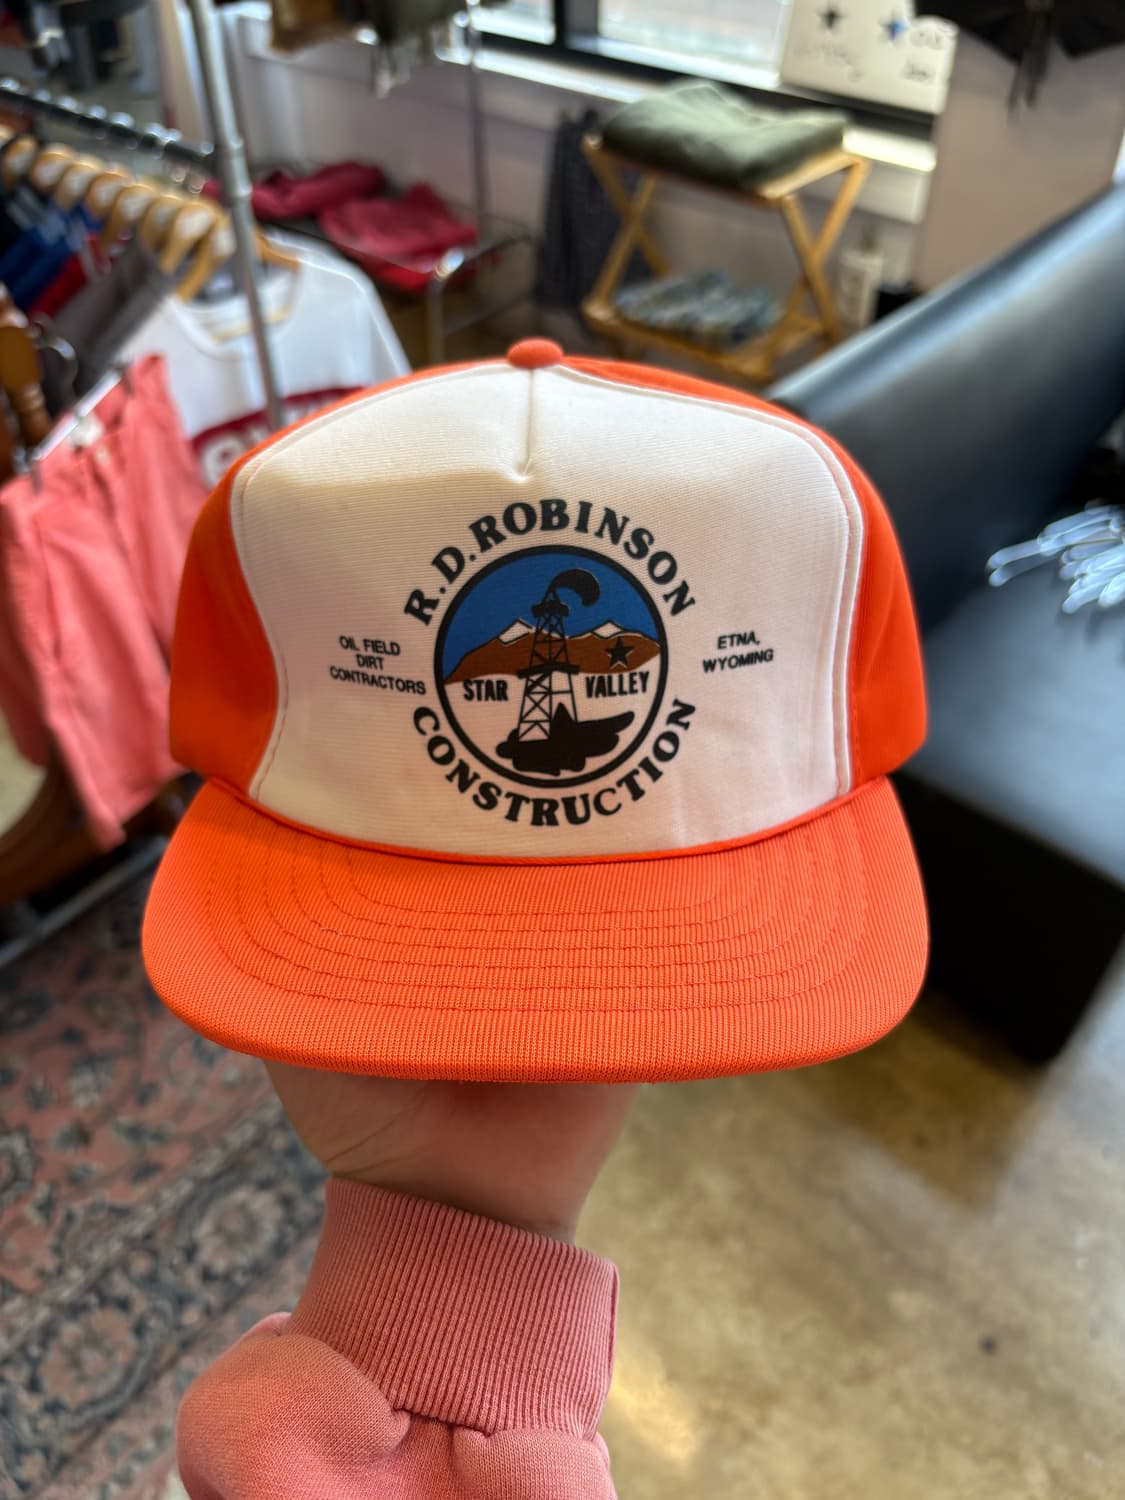 R.D. ROBINSON
OIL FIELD
DIRT
CONTRACTORS
STAR VALLEY
ETNA,
WYOMING
CONSTRUCTION